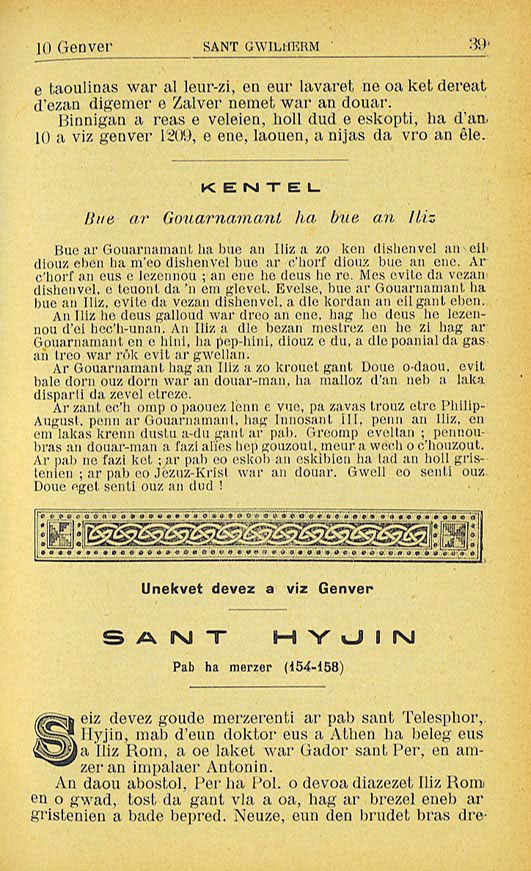 10 Genver SANT GWILHERM 39
e taoulinas war al leur-zi, en eur lavaret ne oa ket dereat
d'ezan digemer e Zalver nemet war an douar.
Binnigan a reas e veleien, holl dud e eskopti, ha d'an
10 a viz genver 1209, e ene, laouen, a nijas da vro an êle.
KENTEL
Bue ar Gouarnamant ha bue an Iliz
Bue ar Gouarnamant ha bue an Iliz a zo ken dishenvel an eil
diouz eben ha m'eo dishenvel bue ar c'horf diouz bue an ene. Ar
c'horf an eus e lezennou ; an ene he deus he re. Mes evite da vezan
dishenvel, e teuont da 'n em glevet. Evelse, bue ar Gouarnamant ha
bue an Iliz, evite da vezan dishenvel, a dle kordan an eil gant eben.
An Iliz he deus galloud war dreo an ene, hag he deus he lezen-
nou d'ei hec'h-unan. An Iliz a dle bezan mestrez en he zi hag ar
Gouarnamant en e hini, ha pep-hini, diouz e du, a dle poanial da gas
an treo war rôk evit ar gwellan.
Ar Gouarnamant hag an Iliz a zo krouet gant Doue o-daou, evit
bale dorn ouz dorn war an douar-man, ha malloz d'an neb a laka
disparti da zevel etreze.
Ar zant ec'h omp o paouez lenn e vue, pa zavas trouz etre Philip-
August, penn ar Gouarnamant, hag Innosant III, penn an Iliz, en
em lakas krenn dustu a-du gant ar pab. Greomp eveltan ; pennou-
bras an douar-man a fazi alies hep gouzout, meur a wech o c'houzout.
Ar pab ne fazi ket ; ar pab eo eskob an eskibien ha tad an holl gris-
tenien ; ar pab eo Jezuz-Krist war an douar. Gwell eo senti ouz
Doue eget senti ouz an dud !
Unekvet devez a viz Genver
SANT HYJIN
Pab ha merzer (154-158)
Seiz devez goude merzerenti ar pab sant Telesphor,
Hyjin, mab d'eun doktor eus a Athen ha beleg eus
a Iliz Rom, a oe laket war Gador sant Per, en am-
zer an impalaer Antonin.
An daou abostol, Per ha Pol, o devoa diazezet Iliz Rom
en o gwad, tost da gant vla a oa, hag ar brezel eneb ar
gristenien a bade bepred. Neuze, eun den brudet bras dre